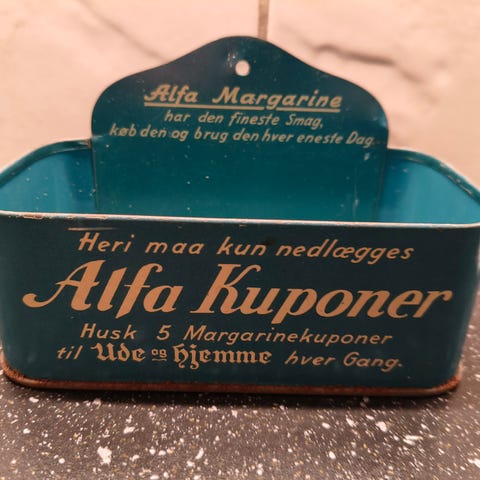 Alfa Margarine
har den fineste Smag,
køb den og brug den hver eneste Dag.
Heri maa kun nedlægges
Alfa Kuponer
Husk 5 Margarinekuponer
til Ude og Hjemme hver Gang.